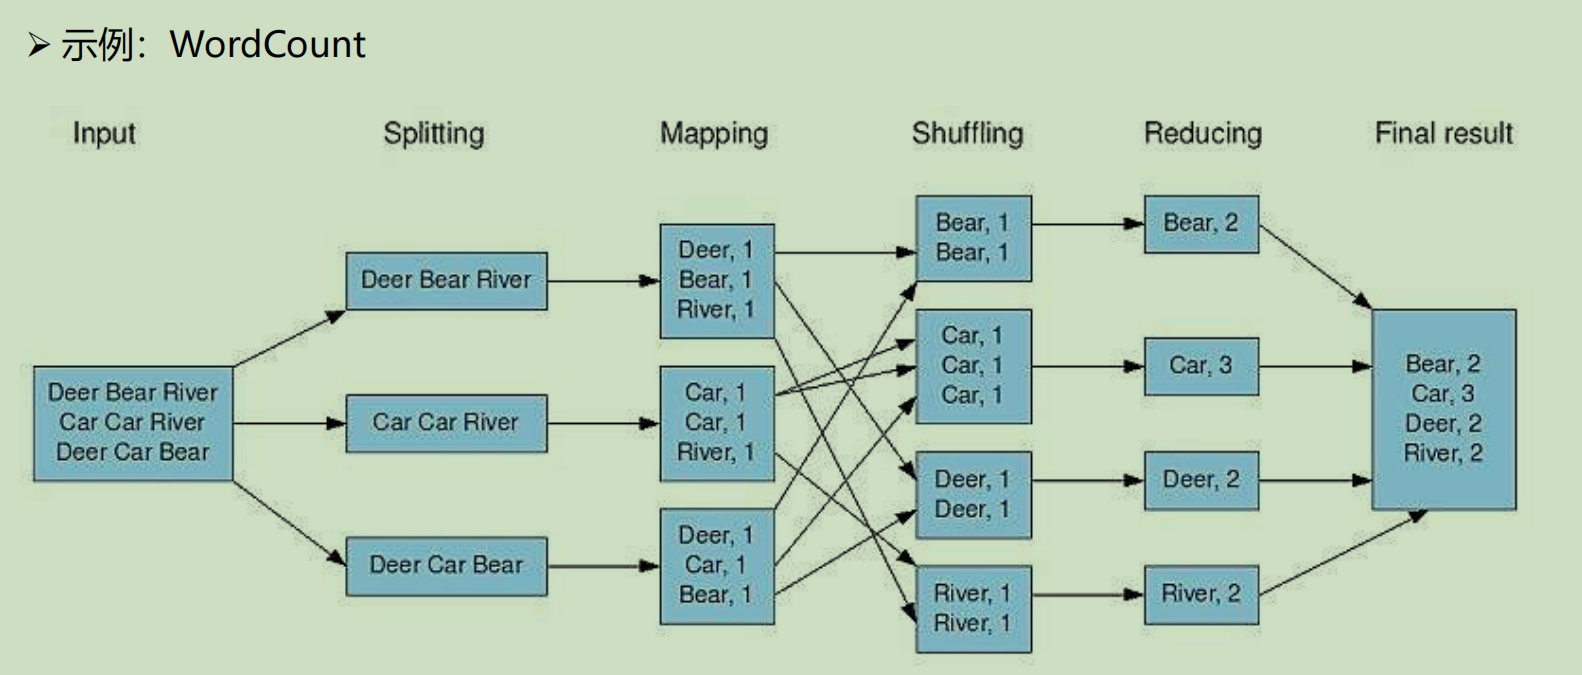 ➢ 示例：WordCount
Input
Splitting
Mapping
Shuffling
Reducing
Final result
Deer Bear River
Car Car River
Deer Car Bear
Deer Bear River
Car Car River
Deer Car Bear
Deer, 1
Bear, 1
River, 1
Car, 1
Car, 1
River, 1
Deer, 1
Car, 1
Bear, 1
Bear, 1
Bear, 1
Car, 1
Car, 1
Car, 1
Deer, 1
Deer, 1
River, 1
River, 1
Bear, 2
Car, 3
Deer, 2
River, 2
Bear, 2
Car, 3
Deer, 2
River, 2